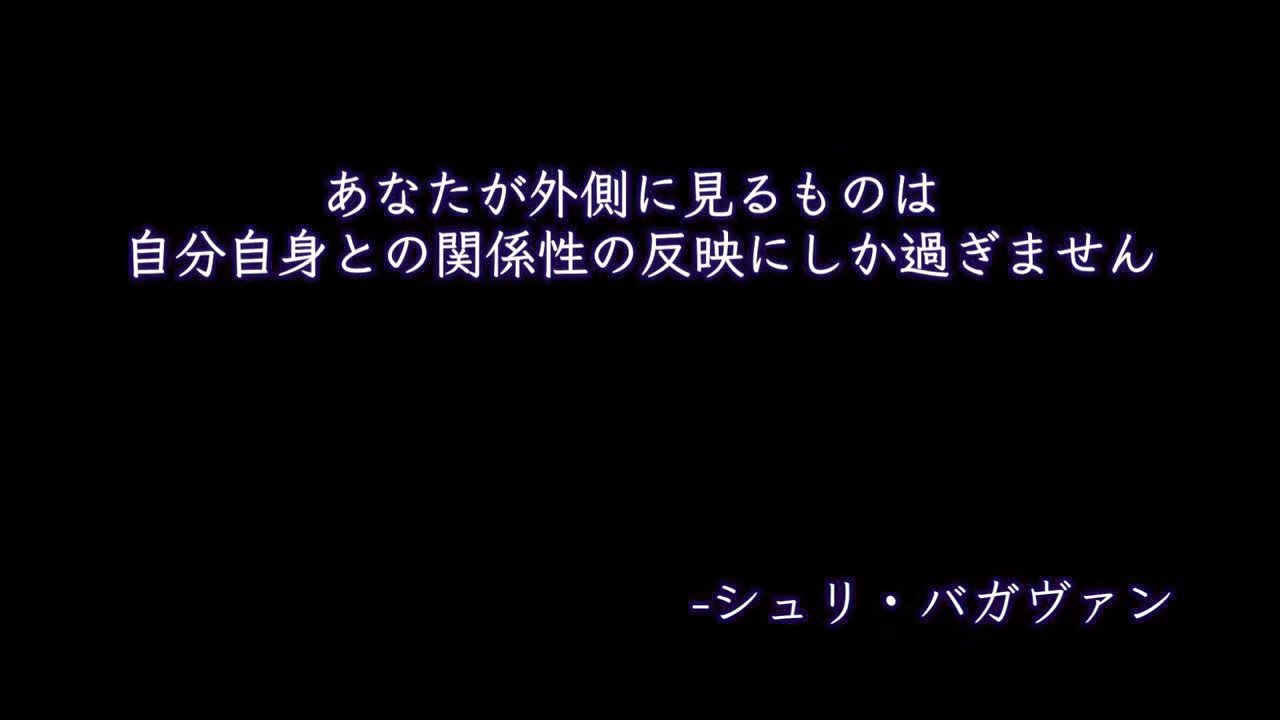 あなたが外側に見るものは
自分自身との関係性の反映にしか過ぎません
-シュリ・バガヴァン